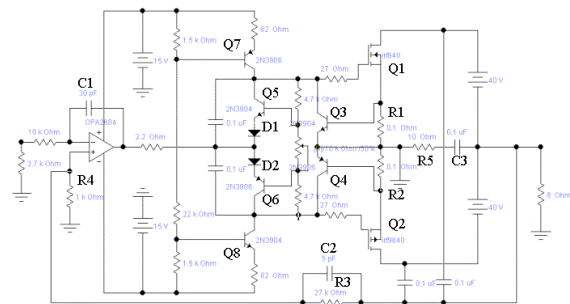 82 Ohm
Q7
1.5 k Ohm
2N3906
15 V
Q1
irf640
27 Ohm
C1
30 pF
OPA2604
Q5
2N3904
0.1 uF
D1
4.7 k Ohm
Q3
R1
0.1 Ohm
40 V
10 k Ohm
2.2 Ohm
10 Ohm
0.1 uF
R5
C3
2.7 k Ohm
R4
1 k Ohm
0.1 uF
2N3906
D2
Q6
Q4
0.1 Ohm
R2
4.7 k Ohm
27 Ohm
Q2
irf9640
40 V
8 Ohm
15 V
22 k Ohm
Q8
2N3904
1.5 k Ohm
82 Ohm
C2
5 pF
R3
27 k Ohm
0.1 uF
0.1 uF